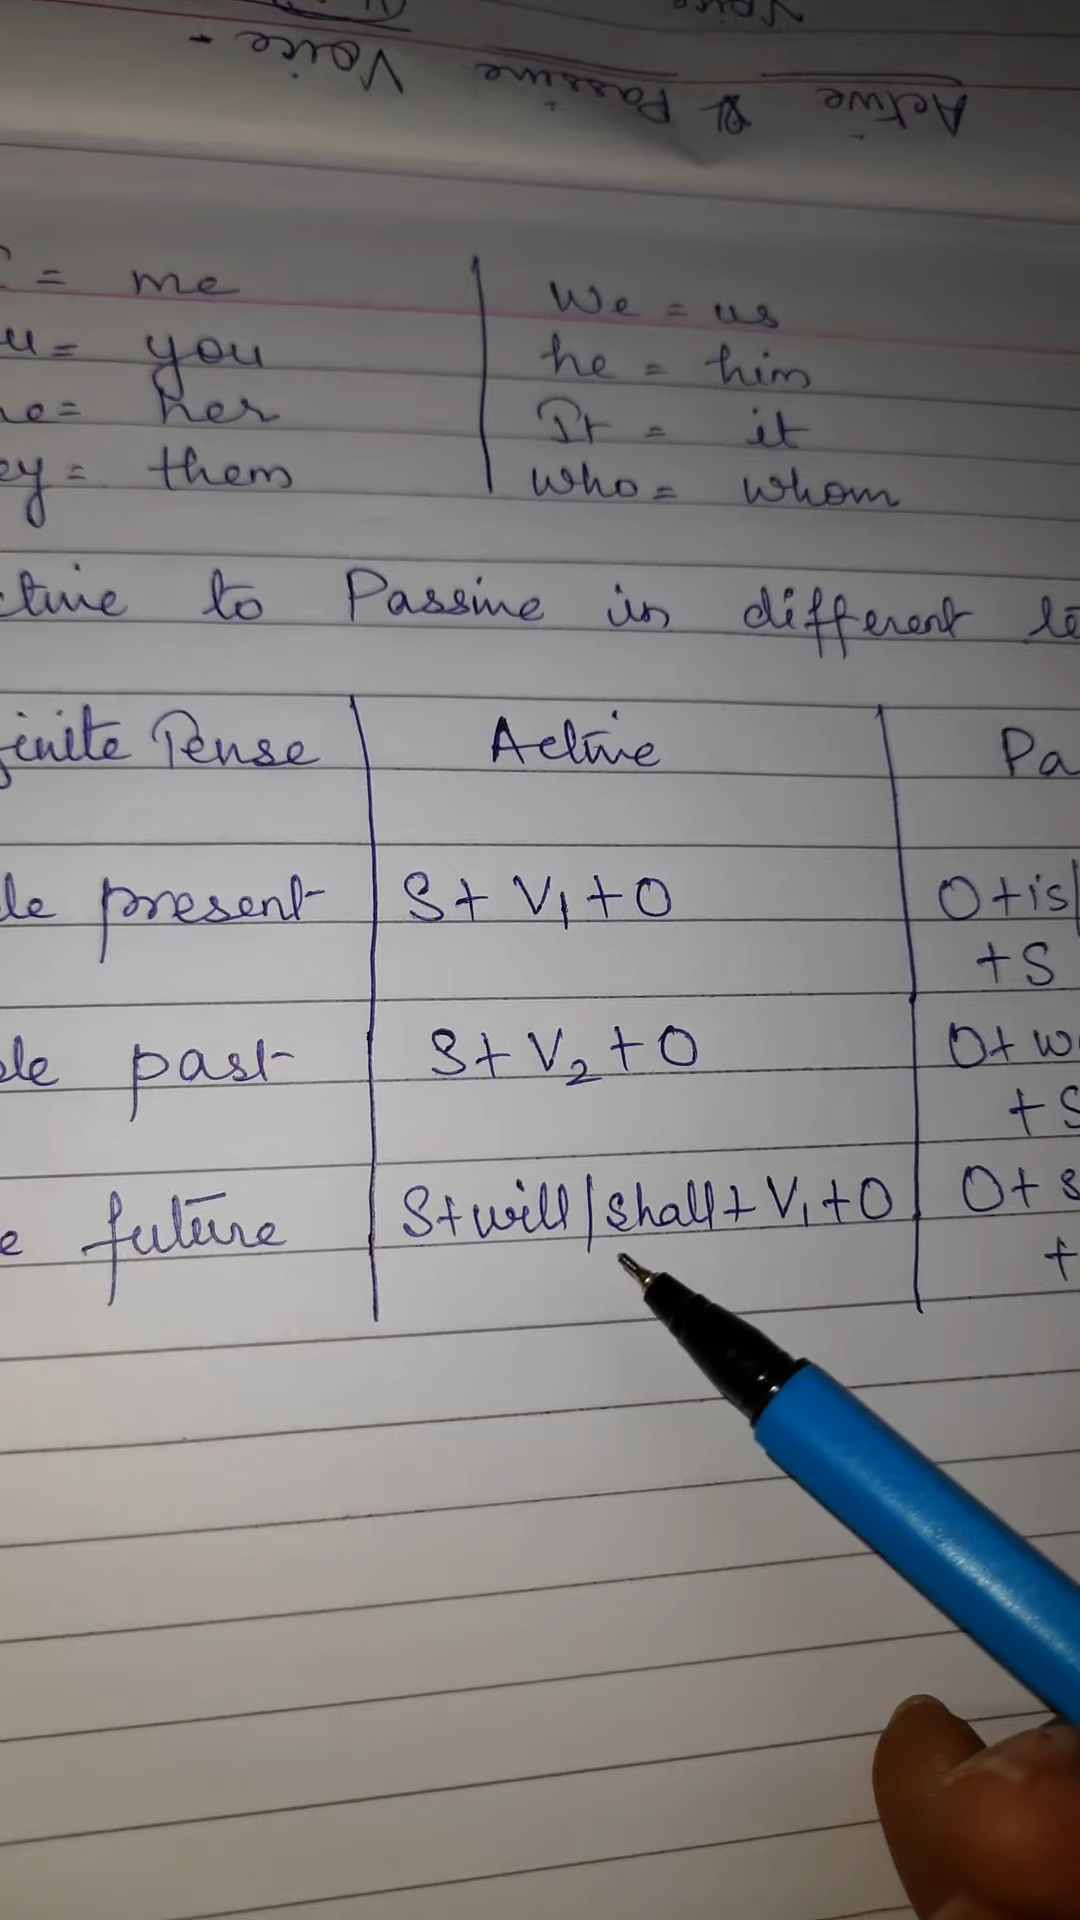 Voice
Active & Passive Voice -
= me | We = us
= you | he = him
= her | It = it
= them | who = whom
to Passive in different
Tense | Active | Pa
present | S + V1 + O | O + is/
+ S
past | S + V2 + O | O + w
+ S
future | S + will / shall + V1 + O | O + s
+